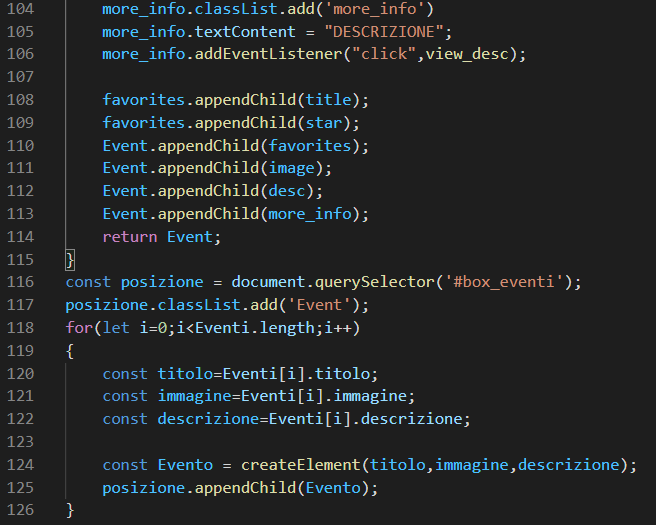 104 more_info.classList.add('more_info')
105 more_info.textContent = "DESCRIZIONE";
106 more_info.addEventListener("click",view_desc);
107
108 favorites.appendChild(title);
109 favorites.appendChild(star);
110 Event.appendChild(favorites);
111 Event.appendChild(image);
112 Event.appendChild(desc);
113 Event.appendChild(more_info);
114 return Event;
115 }
116 const posizione = document.querySelector('#box_eventi');
117 posizione.classList.add('Event');
118 for(let i=0;i<Eventi.length;i++)
119 {
120 const titolo=Eventi[i].titolo;
121 const immagine=Eventi[i].immagine;
122 const descrizione=Eventi[i].descrizione;
123
124 const Evento = createElement(titolo,immagine,descrizione);
125 posizione.appendChild(Evento);
126 }